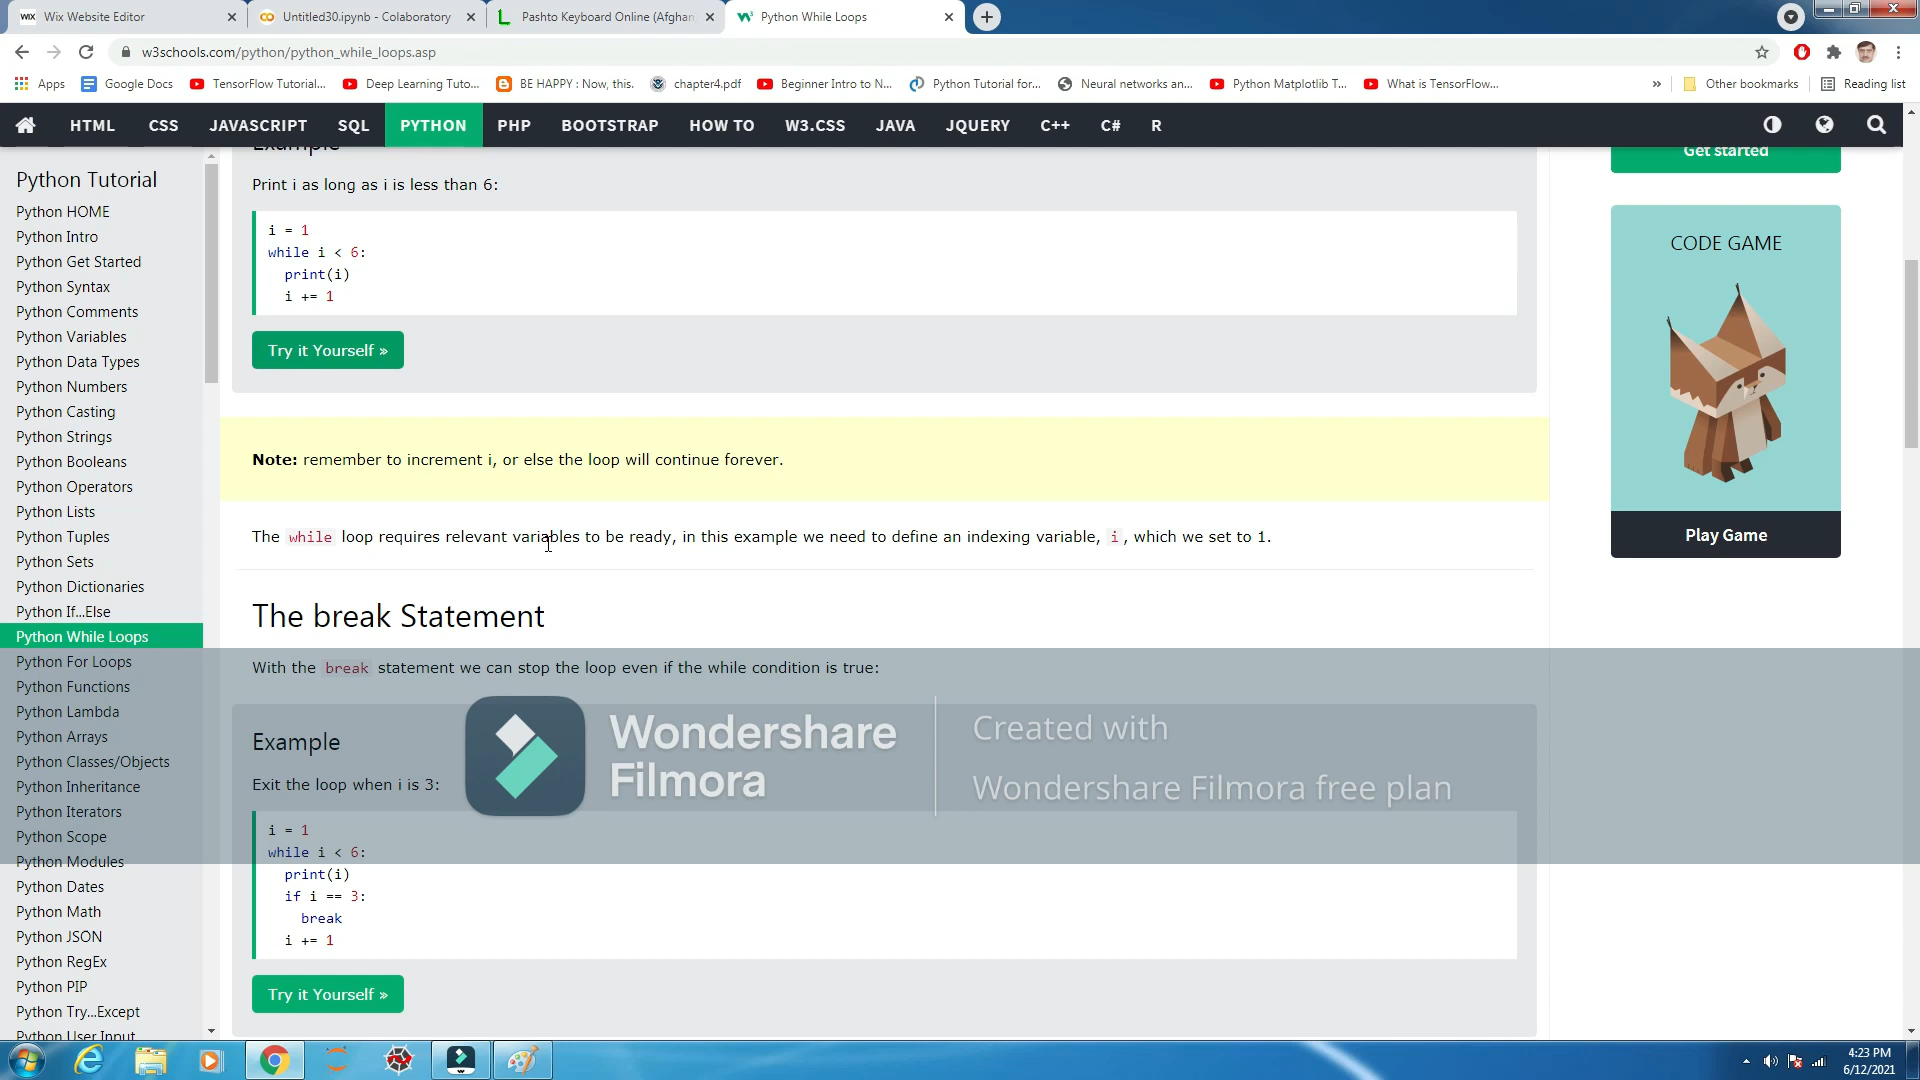 Wix Website Editor
Untitled30.ipynb - Colaboratory
Pashto Keyboard Online (Afghan
Python While Loops
w3schools.com/python/python_while_loops.asp
Apps
Google Docs
TensorFlow Tutorial...
Deep Learning Tuto...
BE HAPPY : Now, this.
chapter4.pdf
Beginner Intro to N...
Python Tutorial for...
Neural networks an...
Python Matplotlib T...
What is TensorFlow...
»
Other bookmarks
Reading list
HTML
CSS
JAVASCRIPT
SQL
PYTHON
PHP
BOOTSTRAP
HOW TO
W3.CSS
JAVA
JQUERY
C++
C#
R
Python Tutorial
Python HOME
Python Intro
Python Get Started
Python Syntax
Python Comments
Python Variables
Python Data Types
Python Numbers
Python Casting
Python Strings
Python Booleans
Python Operators
Python Lists
Python Tuples
Python Sets
Python Dictionaries
Python If...Else
Python While Loops
Python For Loops
Python Functions
Python Lambda
Python Arrays
Python Classes/Objects
Python Inheritance
Python Iterators
Python Scope
Python Modules
Python Dates
Python Math
Python JSON
Python RegEx
Python PIP
Python Try...Except
Python User Input
Example
Print i as long as i is less than 6:
i = 1
while i < 6:
  print(i)
  i += 1
Try it Yourself »
Note: remember to increment i, or else the loop will continue forever.
The while loop requires relevant variables to be ready, in this example we need to define an indexing variable, i, which we set to 1.
The break Statement
With the break statement we can stop the loop even if the while condition is true:
Example
Exit the loop when i is 3:
i = 1
while i < 6:
  print(i)
  if i == 3:
    break
  i += 1
Try it Yourself »
Get started
CODE GAME
Play Game
Wondershare
Filmora
Created with
Wondershare Filmora free plan
4:23 PM
6/12/2021